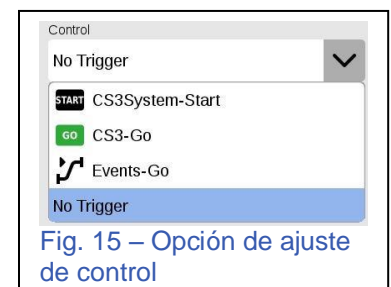 Control
No Trigger
START CS3System-Start
GO CS3-Go
Events-Go
No Trigger
Fig. 15 – Opción de ajuste
de control